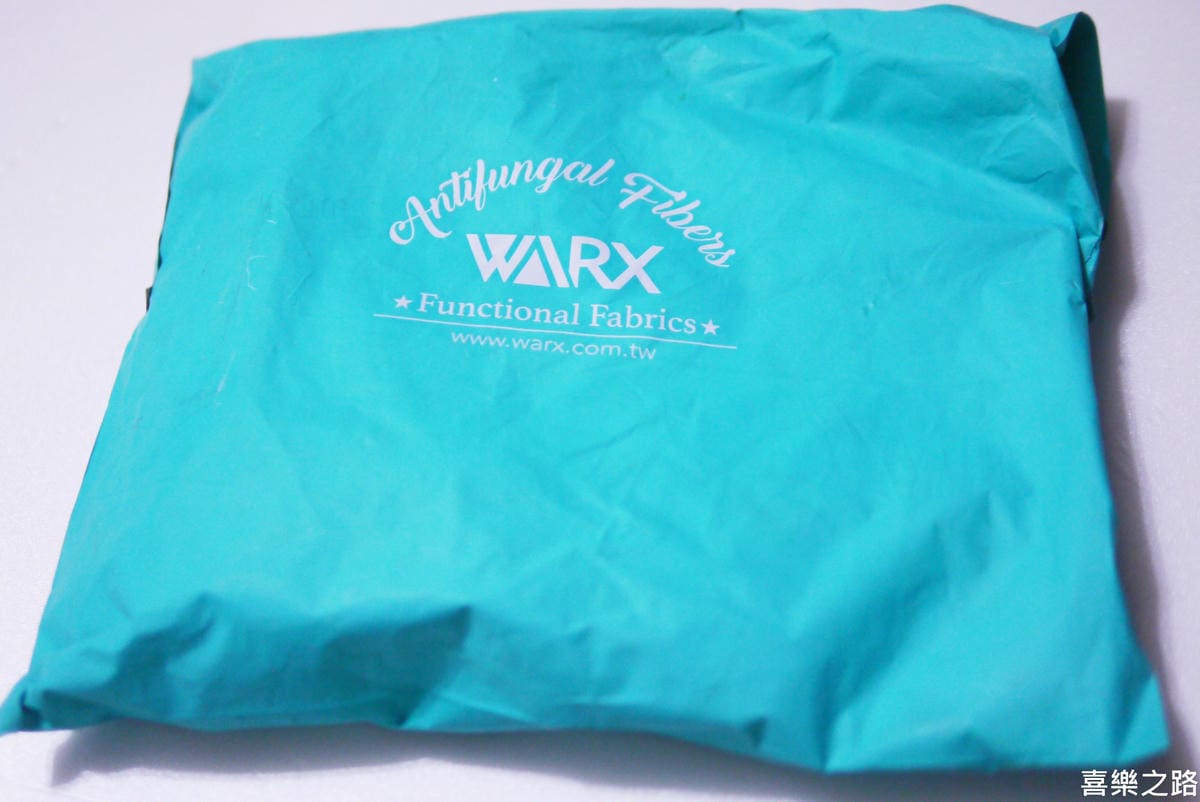 Antifungal Fibers
WARX
★Functional Fabrics★
www.warx.com.tw
喜樂之路